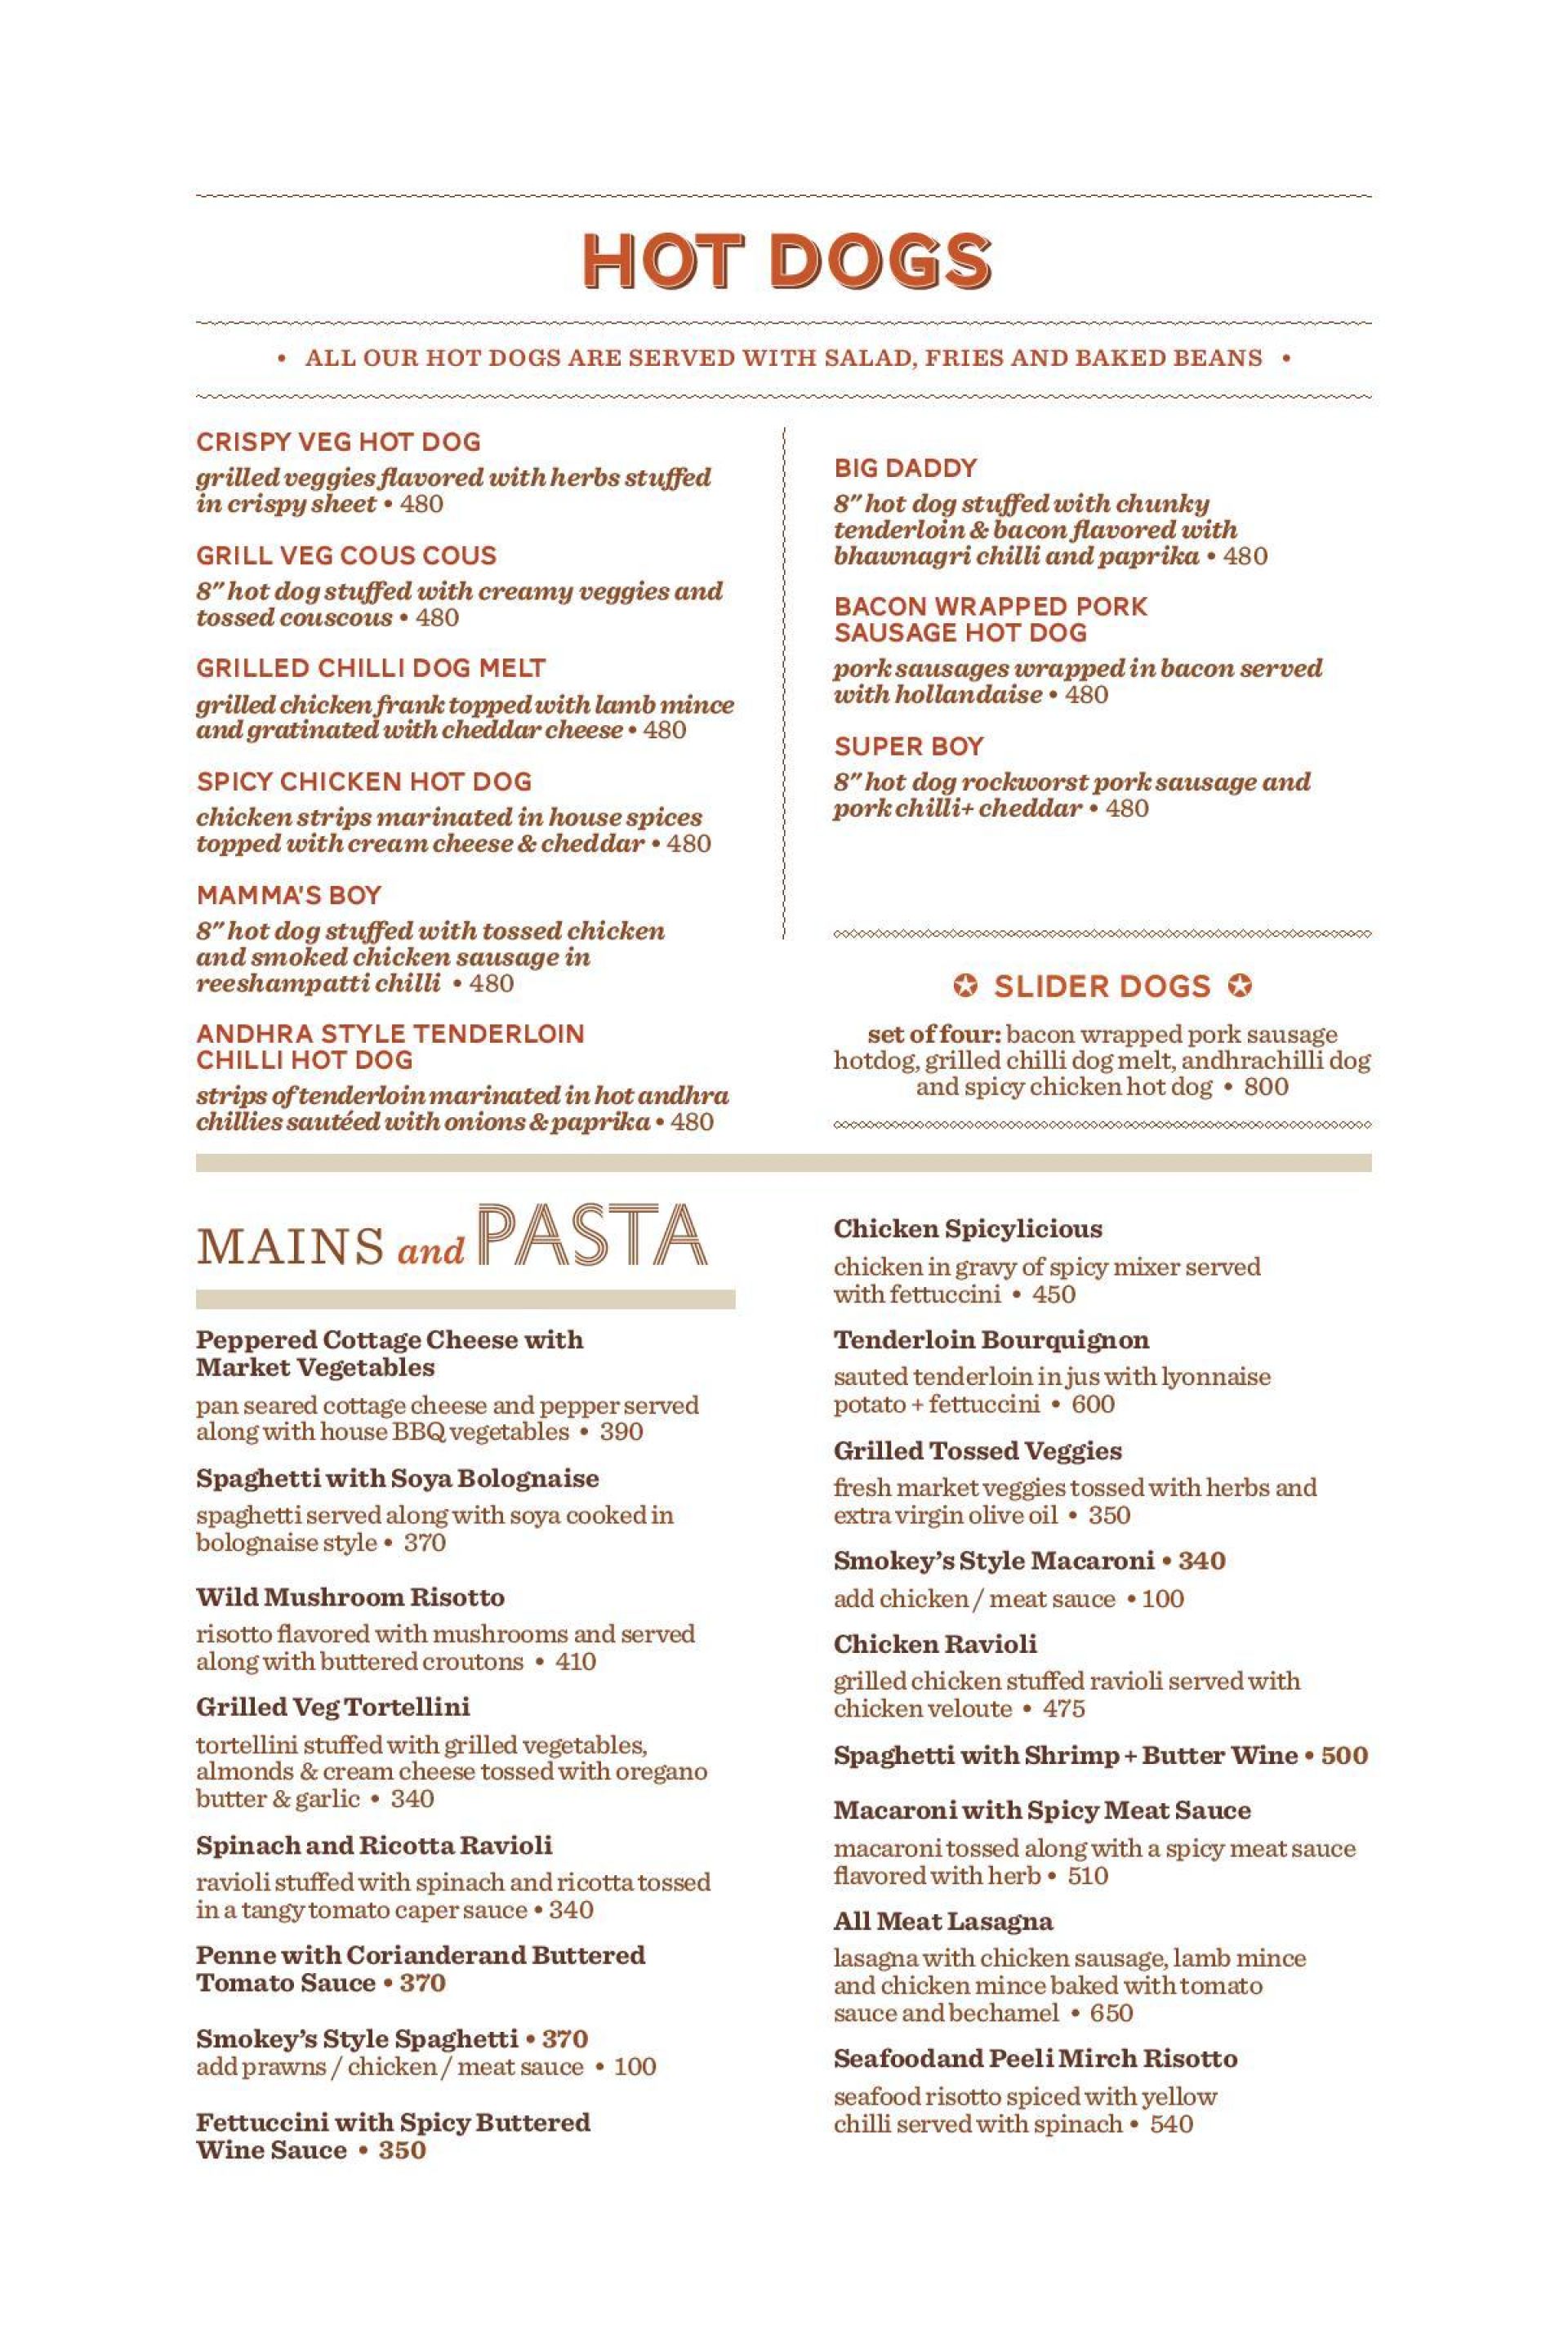 HOT DOGS
• ALL OUR HOT DOGS ARE SERVED WITH SALAD, FRIES AND BAKED BEANS •
CRISPY VEG HOT DOG
grilled veggies flavored with herbs stuffed
in crispy sheet • 480
GRILL VEG COUS COUS
8" hot dog stuffed with creamy veggies and
tossed couscous • 480
GRILLED CHILLI DOG MELT
grilled chicken frank topped with lamb mince
and gratinated with cheddar cheese • 480
SPICY CHICKEN HOT DOG
chicken strips marinated in house spices
topped with cream cheese & cheddar • 480
MAMMA'S BOY
8" hot dog stuffed with tossed chicken
and smoked chicken sausage in
reeshampatti chilli • 480
ANDHRA STYLE TENDERLOIN
CHILLI HOT DOG
strips of tenderloin marinated in hot andhra
chillies sautéed with onions & paprika • 480
BIG DADDY
8" hot dog stuffed with chunky
tenderloin & bacon flavored with
bhawnagri chilli and paprika • 480
BACON WRAPPED PORK
SAUSAGE HOT DOG
pork sausages wrapped in bacon served
with hollandaise • 480
SUPER BOY
8" hot dog rockworst pork sausage and
pork chilli+ cheddar • 480
✪ SLIDER DOGS ✪
set of four: bacon wrapped pork sausage
hotdog, grilled chilli dog melt, andhrachilli dog
and spicy chicken hot dog • 800
MAINS and PASTA
Peppered Cottage Cheese with
Market Vegetables
pan seared cottage cheese and pepper served
along with house BBQ vegetables • 390
Spaghetti with Soya Bolognaise
spaghetti served along with soya cooked in
bolognaise style • 370
Wild Mushroom Risotto
risotto flavored with mushrooms and served
along with buttered croutons • 410
Grilled Veg Tortellini
tortellini stuffed with grilled vegetables,
almonds & cream cheese tossed with oregano
butter & garlic • 340
Spinach and Ricotta Ravioli
ravioli stuffed with spinach and ricotta tossed
in a tangy tomato caper sauce • 340
Penne with Corianderand Buttered
Tomato Sauce • 370
Smokey's Style Spaghetti • 370
add prawns / chicken / meat sauce • 100
Fettuccini with Spicy Buttered
Wine Sauce • 350
Chicken Spicylicious
chicken in gravy of spicy mixer served
with fettuccini • 450
Tenderloin Bourquignon
sauted tenderloin in jus with lyonnaise
potato + fettuccini • 600
Grilled Tossed Veggies
fresh market veggies tossed with herbs and
extra virgin olive oil • 350
Smokey's Style Macaroni • 340
add chicken / meat sauce • 100
Chicken Ravioli
grilled chicken stuffed ravioli served with
chicken veloute • 475
Spaghetti with Shrimp + Butter Wine • 500
Macaroni with Spicy Meat Sauce
macaroni tossed along with a spicy meat sauce
flavored with herb • 510
All Meat Lasagna
lasagna with chicken sausage, lamb mince
and chicken mince baked with tomato
sauce and bechamel • 650
Seafoodand Peeli Mirch Risotto
seafood risotto spiced with yellow
chilli served with spinach • 540